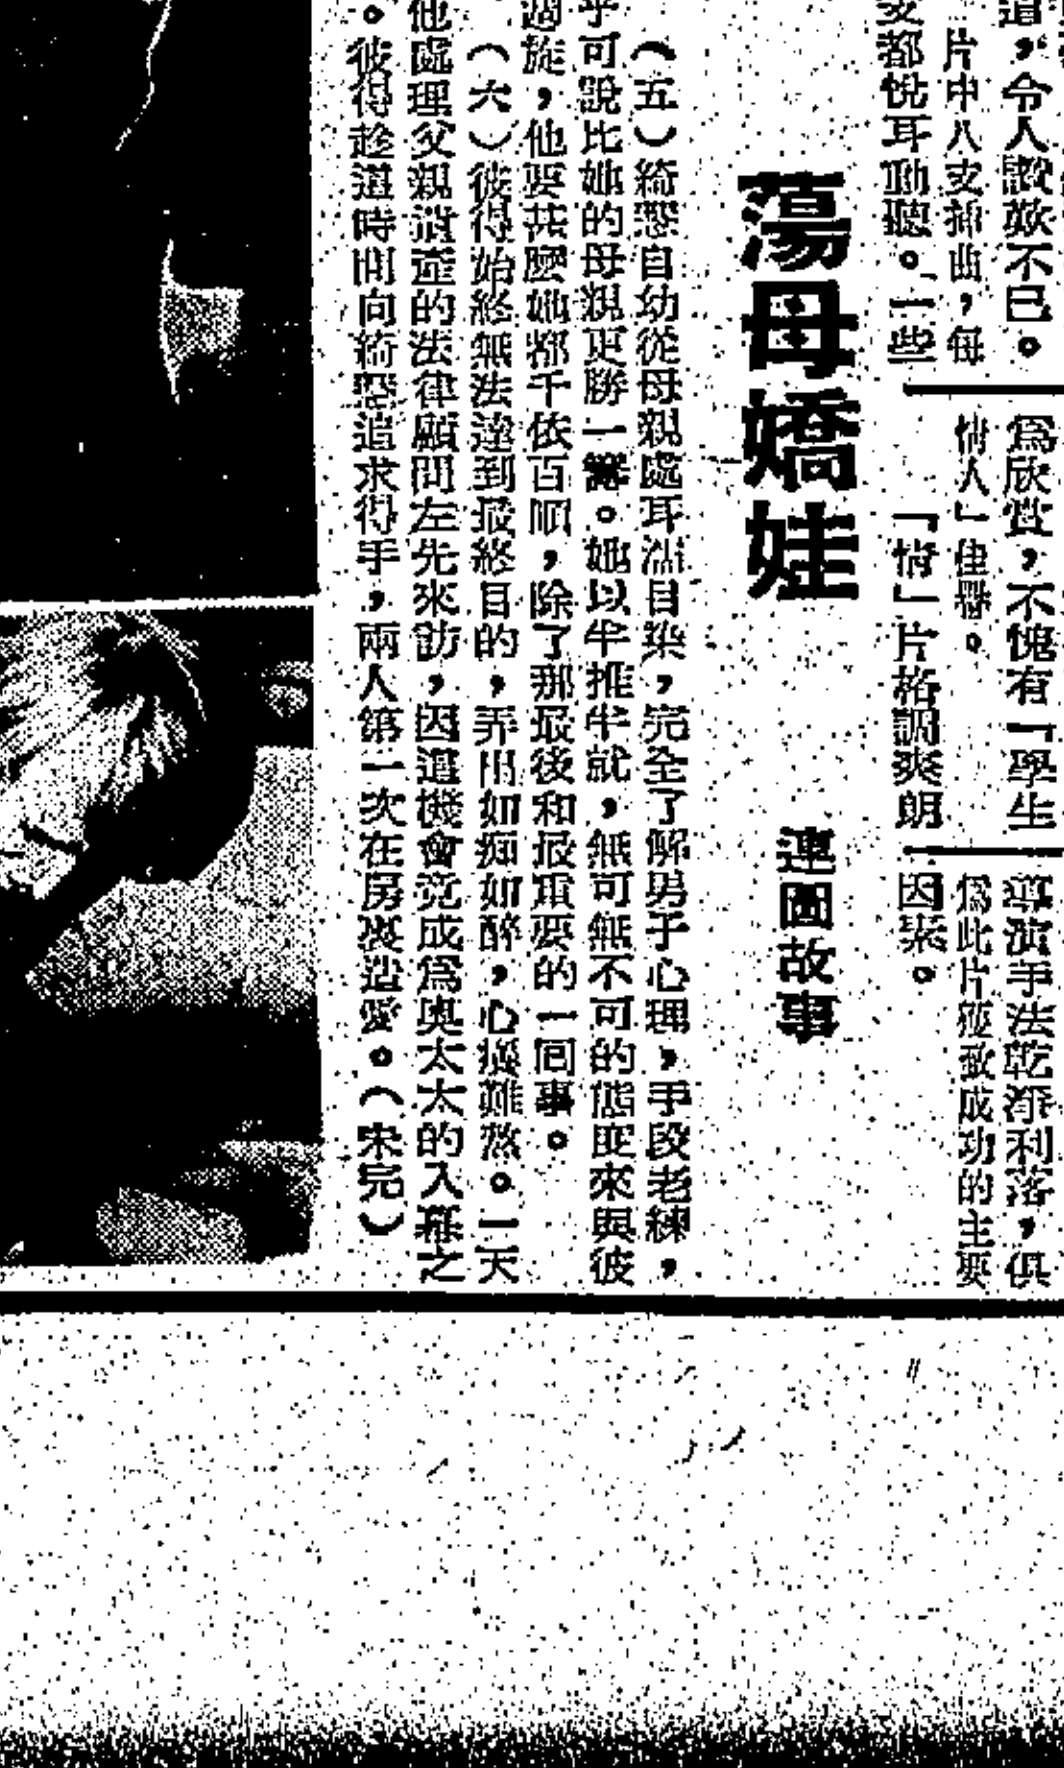 道，令人讚歎不已。
片中八支插曲，每
支都悅耳動聽。一些
爲欣賞，不愧有「學生
情人」佳譽。
「情」片格調爽朗
導演手法乾淨利落，俱
爲此片獲致成功的主要
因素。
蕩母嬌娃
連圖故事
（五）綺戀自幼從母親處耳濡目染，完全了解男子心理，手段老練，
乎可說比她的母親更勝一籌。她以半推半就，無可無不可的態度來與彼
週旋，他要甚麼她都千依百順，除了那最後和最重要的一回事。
（六）彼得始終無法達到最終目的，弄得如痴如醉，心癢難熬。一天
他處理父親遺產的法律顧問左先來訪，因這機會竟成爲奧太太的入幕之
。彼得趁這時間向綺戀追求得手，兩人第一次在房裏造愛。（未完）